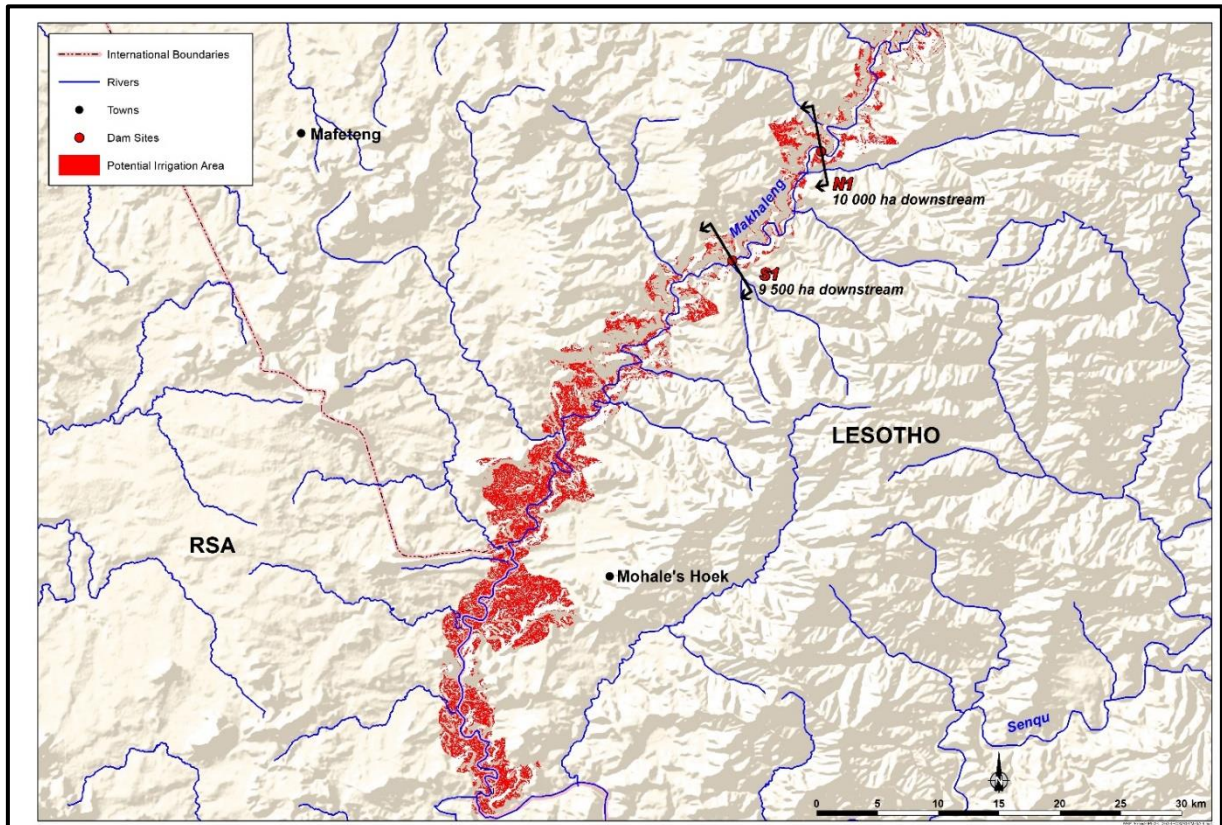 International Boundaries
Rivers
Towns
Dam Sites
Potential Irrigation Area
Mafeteng
Makhaleng
N1
10 000 ha downstream
S1
9 500 ha downstream
LESOTHO
RSA
Mohale's Hoek
Senqu
N
0 5 10 15 20 25 30 km